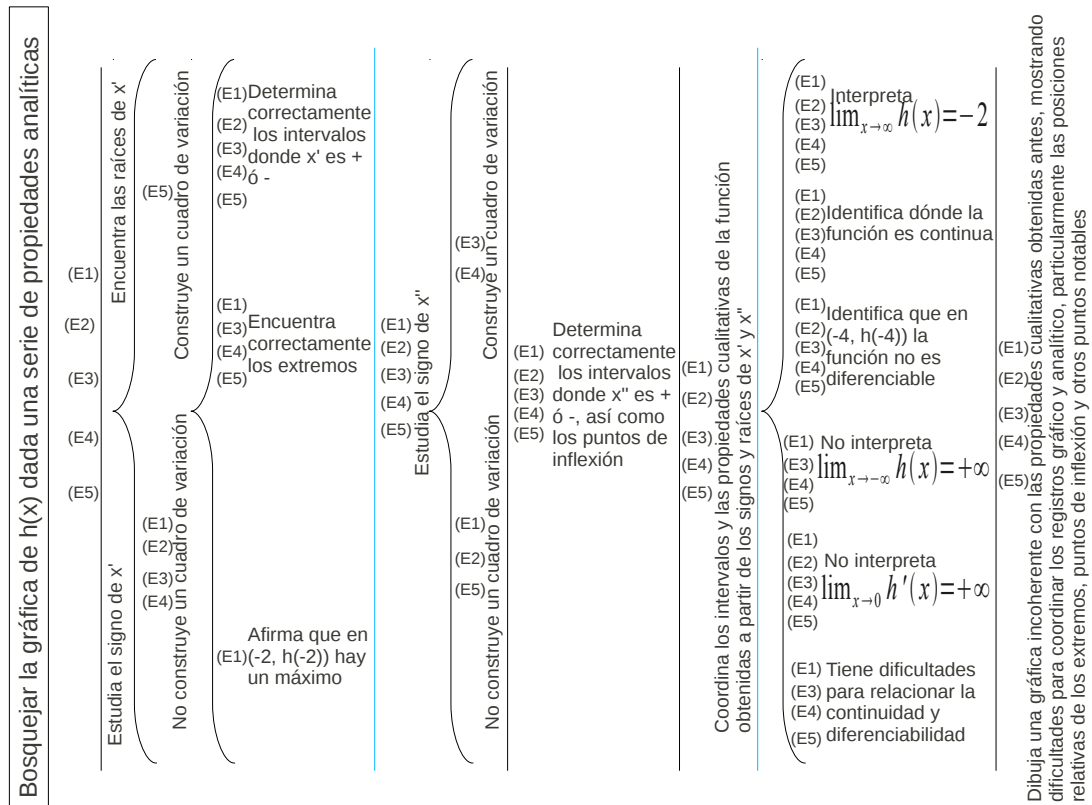 Bosquejar la gráfica de h(x) dada una serie de propiedades analíticas
(E1)
(E2)
(E3)
(E4)
(E5)
Encuentra las raíces de x'
Estudia el signo de x'
(E5)
Construye un cuadro de variación
(E1)
(E2)
(E3)
(E4)
No construye un cuadro de variación
(E1)
(E2)
(E3)
(E4)
(E5)
Determina
correctamente
los intervalos
donde x' es +
ó -
(E1)
(E3)
(E4)
(E5)
Encuentra
correctamente
los extremos
(E1)
Afirma que en
(-2, h(-2)) hay
un máximo
(E1)
(E2)
(E3)
(E4)
(E5)
Estudia el signo de x''
(E3)
(E4)
Construye un cuadro de variación
(E1)
(E2)
(E5)
No construye un cuadro de variación
(E1)
(E2)
(E3)
(E4)
(E5)
Determina
correctamente
los intervalos
donde x'' es +
ó -, así como
los puntos de
inflexión
(E1)
(E2)
(E3)
(E4)
(E5)
Coordina los intervalos y las propiedades cualitativas de la función
obtenidas a partir de los signos y raíces de x' y x''
(E1)
(E2)
(E3)
(E4)
(E5)
Interpreta
lim x→∞ h(x)=−2
(E1)
(E2)
(E3)
(E4)
(E5)
Identifica dónde la
función es continua
(E1)
(E2)
(E3)
(E4)
(E5)
Identifica que en
(-4, h(-4)) la
función no es
diferenciable
(E1)
(E3)
(E4)
(E5)
No interpreta
lim x→−∞ h(x)=+∞
(E1)
(E2)
(E3)
(E4)
(E5)
No interpreta
lim x→0 h'(x)=+∞
(E1)
(E3)
(E4)
(E5)
Tiene dificultades
para relacionar la
continuidad y
diferenciabilidad
(E1)
(E2)
(E3)
(E4)
(E5)
Dibuja una gráfica incoherente con las propiedades cualitativas obtenidas antes, mostrando
dificultades para coordinar los registros gráfico y analítico, particularmente las posiciones
relativas de los extremos, puntos de inflexión y otros puntos notables